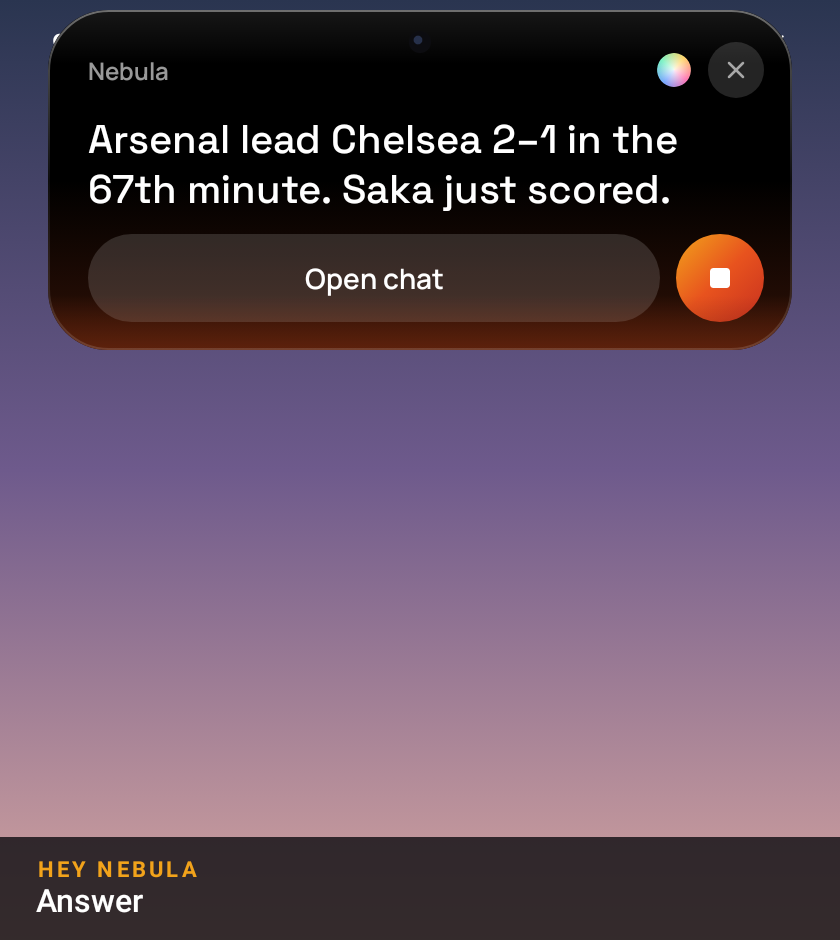 Nebula
Arsenal lead Chelsea 2–1 in the
67th minute. Saka just scored.
Open chat
HEY NEBULA
Answer